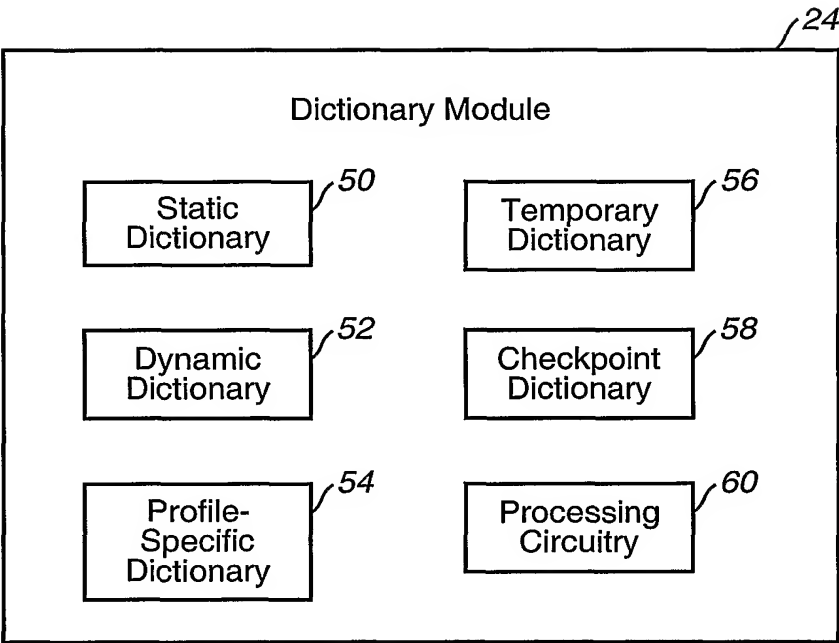 24
Dictionary Module
Static
Dictionary
50
Temporary
Dictionary
56
Dynamic
Dictionary
52
Checkpoint
Dictionary
58
Profile-
Specific
Dictionary
54
Processing
Circuitry
60